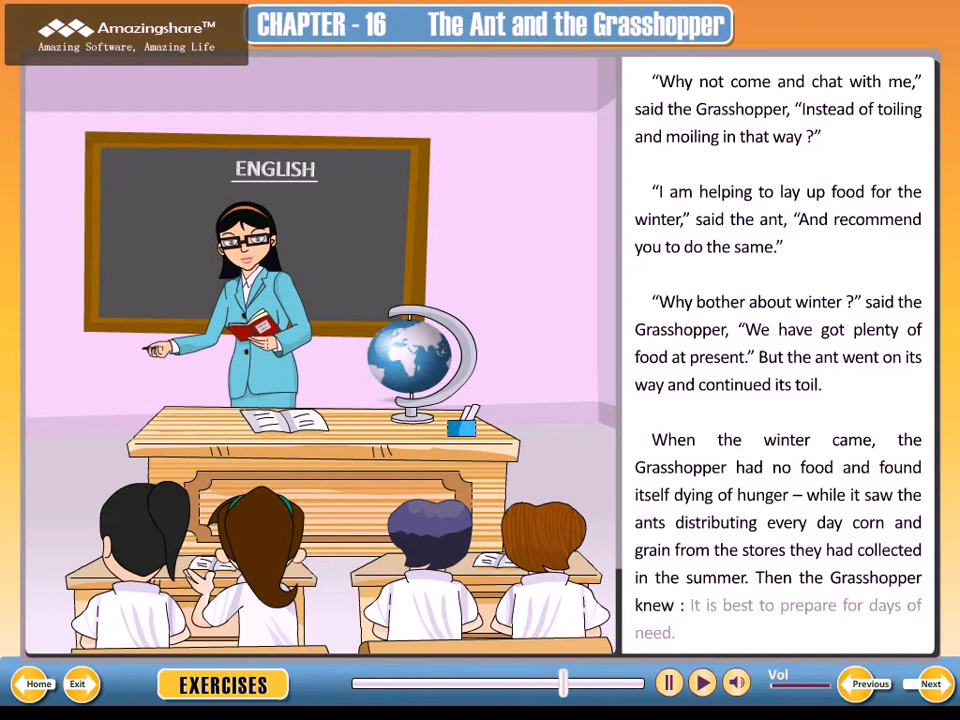 Amazingshare™
Amazing Software, Amazing Life
CHAPTER - 16 The Ant and the Grasshopper
ENGLISH
“Why not come and chat with me,”
said the Grasshopper, “Instead of toiling
and moiling in that way ?”
“I am helping to lay up food for the
winter,” said the ant, “And recommend
you to do the same.”
“Why bother about winter ?” said the
Grasshopper, “We have got plenty of
food at present.” But the ant went on its
way and continued its toil.
When the winter came, the
Grasshopper had no food and found
itself dying of hunger – while it saw the
ants distributing every day corn and
grain from the stores they had collected
in the summer. Then the Grasshopper
knew : It is best to prepare for days of
need.
Home
Exit
EXERCISES
Vol
Previous
Next